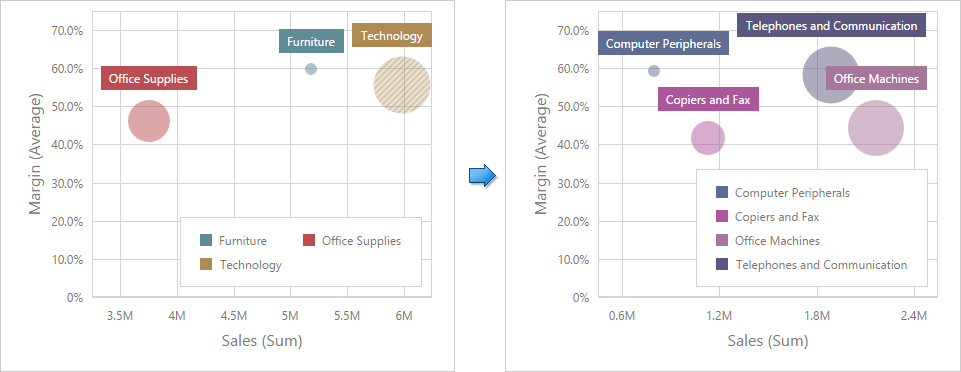 Margin (Average)
70.0%
60.0%
50.0%
40.0%
30.0%
20.0%
10.0%
0%
Technology
Furniture
Office Supplies
Furniture
Office Supplies
Technology
3.5M
4M
4.5M
5M
5.5M
6M
Sales (Sum)
Margin (Average)
70.0%
60.0%
50.0%
40.0%
30.0%
20.0%
10.0%
0%
Telephones and Communication
Computer Peripherals
Office Machines
Copiers and Fax
Computer Peripherals
Copiers and Fax
Office Machines
Telephones and Communication
0.6M
1.2M
1.8M
2.4M
Sales (Sum)